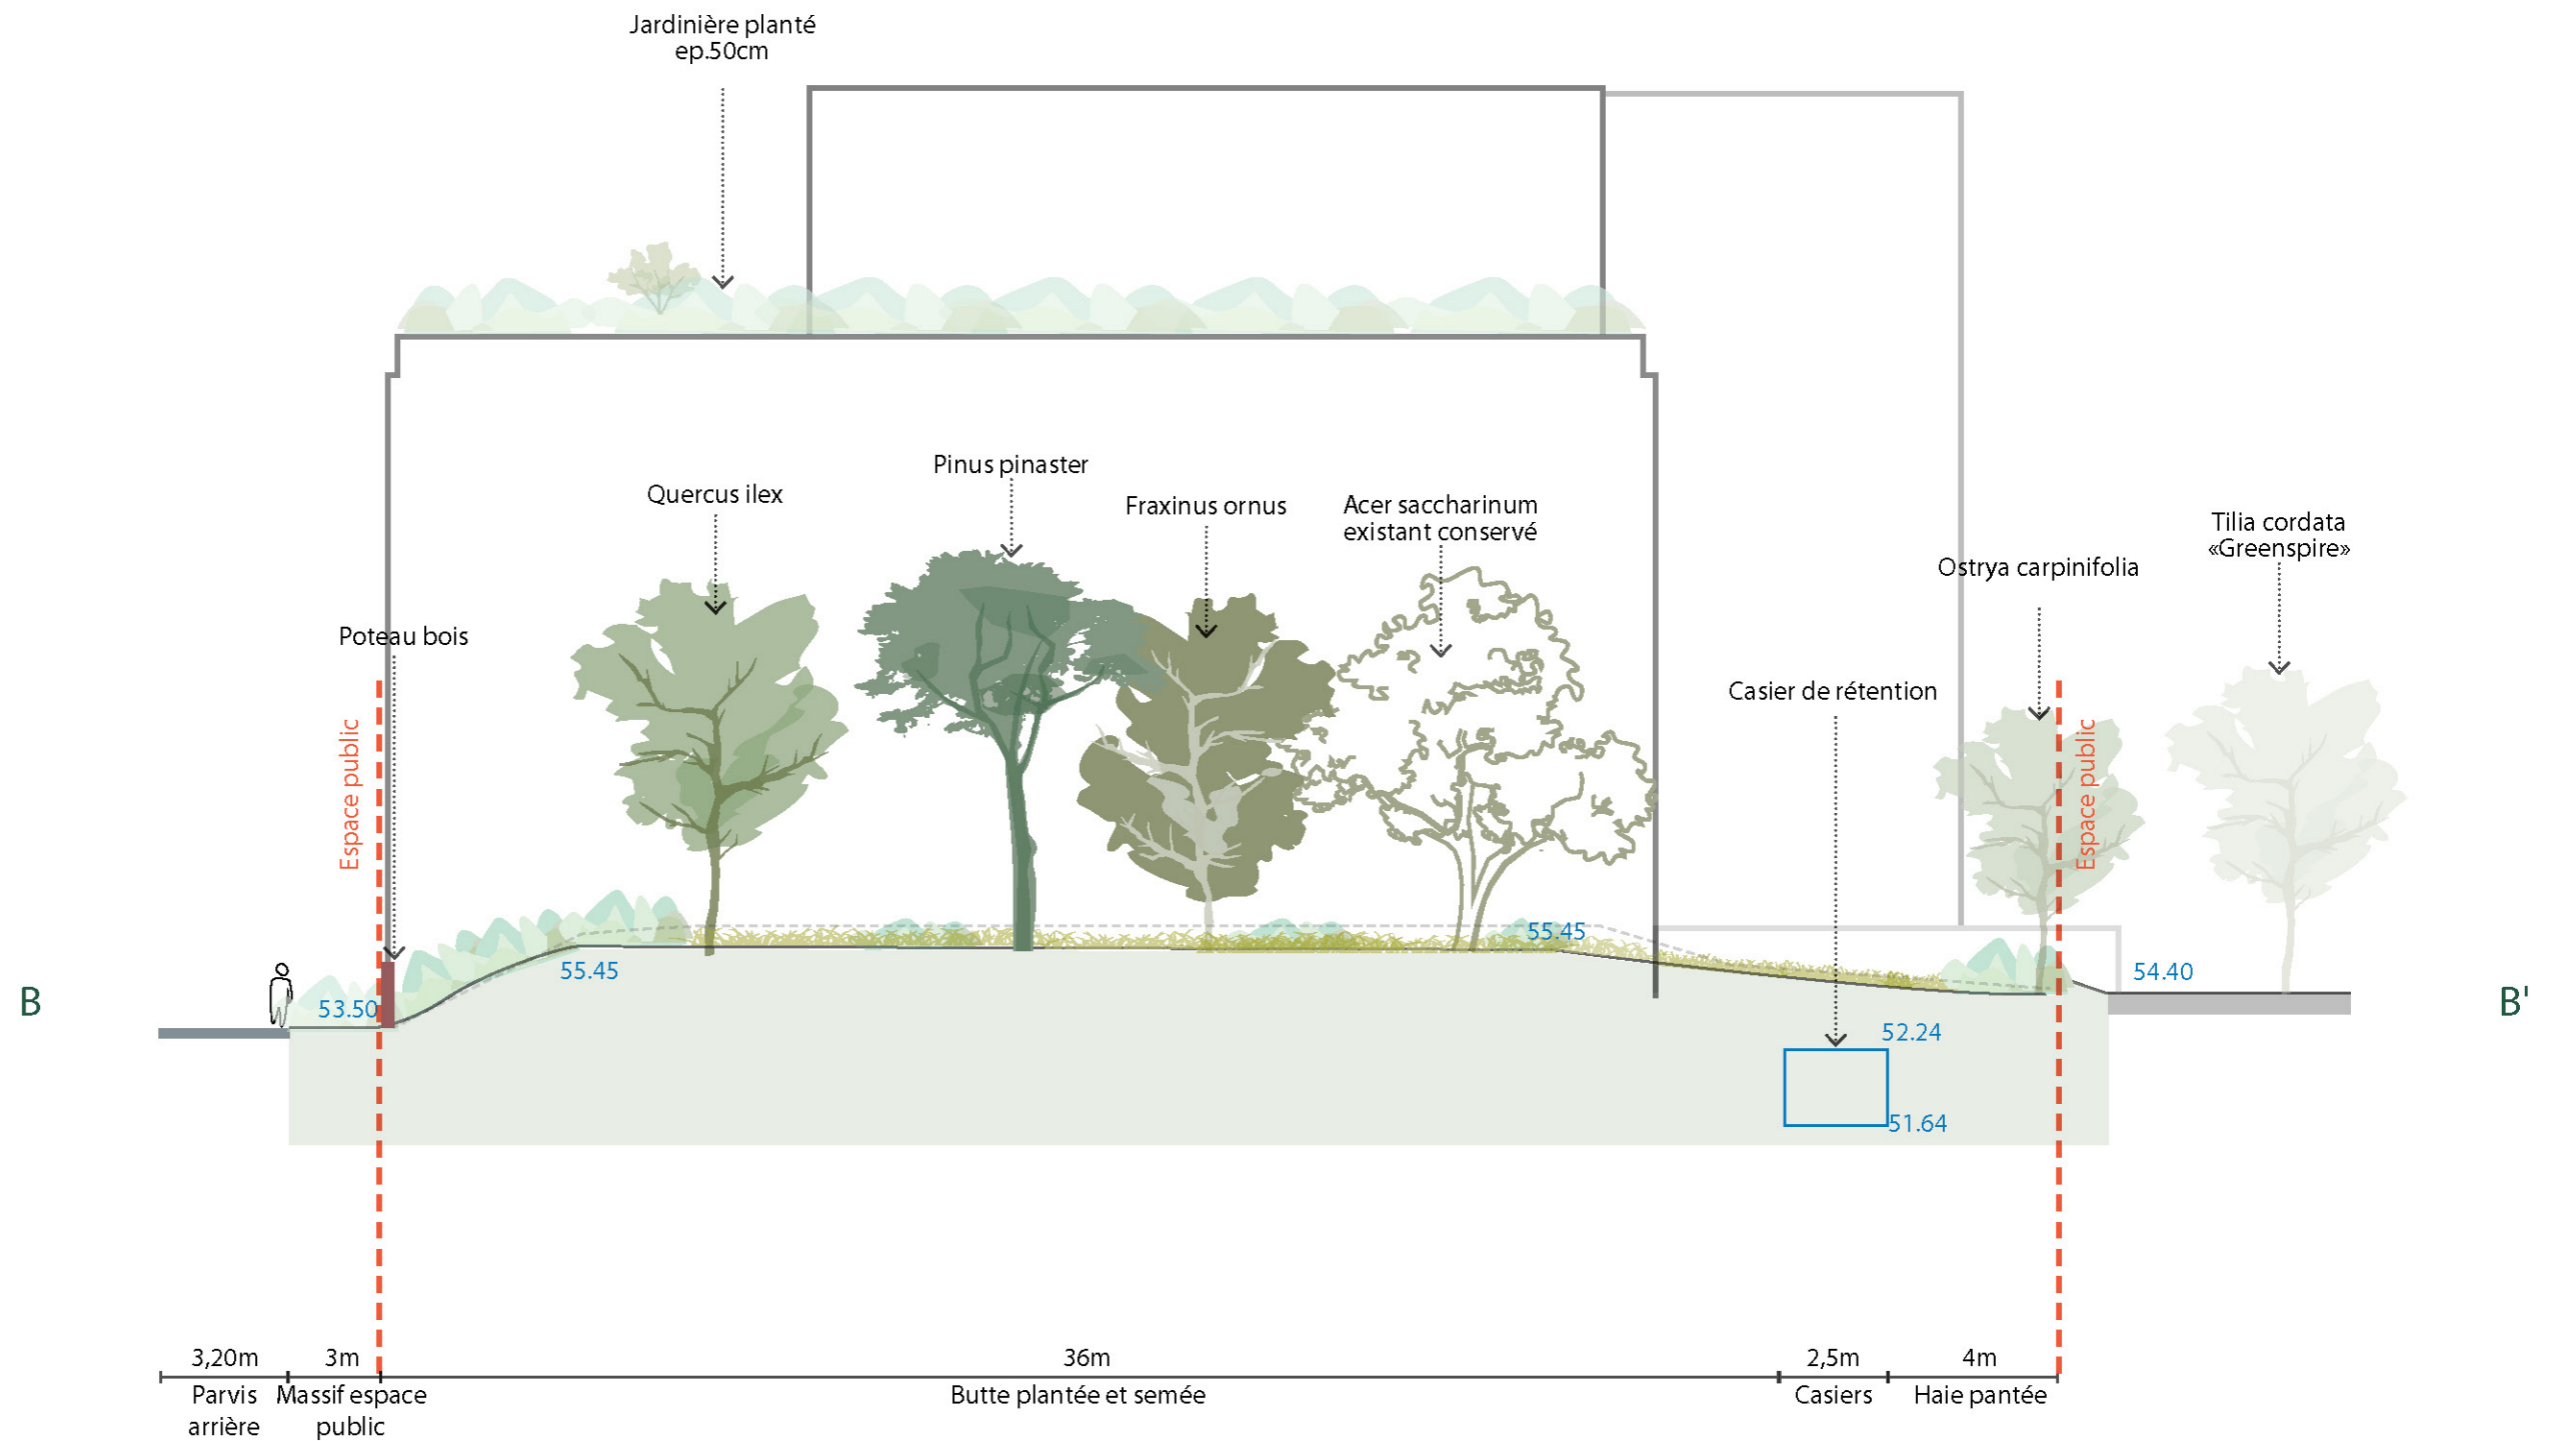 Jardinière planté
ep.50cm
Pinus pinaster
Quercus ilex
Fraxinus ornus
Acer saccharinum
existant conservé
Tilia cordata
«Greenspire»
Ostrya carpinifolia
Poteau bois
Casier de rétention
Espace public
Espace public
55.45
55.45
54.40
53.50
B
B'
52.24
51.64
3,20m
3m
36m
2,5m
4m
Parvis
arrière
Massif espace
public
Butte plantée et semée
Casiers
Haie pantée